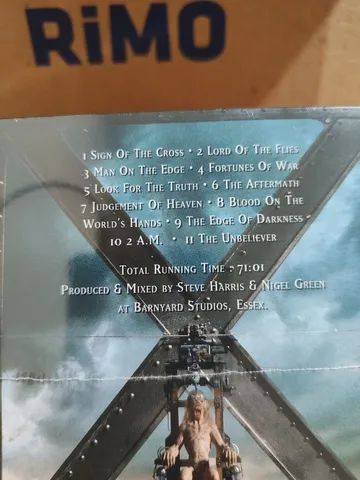 RiMO
1 Sign Of The Cross • 2 Lord Of The Flies
3 Man On The Edge • 4 Fortunes Of War
5 Look For The Truth • 6 The Aftermath
7 Judgement Of Heaven • 8 Blood On The
World's Hands • 9 The Edge Of Darkness
10 2 A.M. • 11 The Unbeliever
Total Running Time - 71:01
Produced & Mixed by Steve Harris & Nigel Green
at Barnyard Studios, Essex.